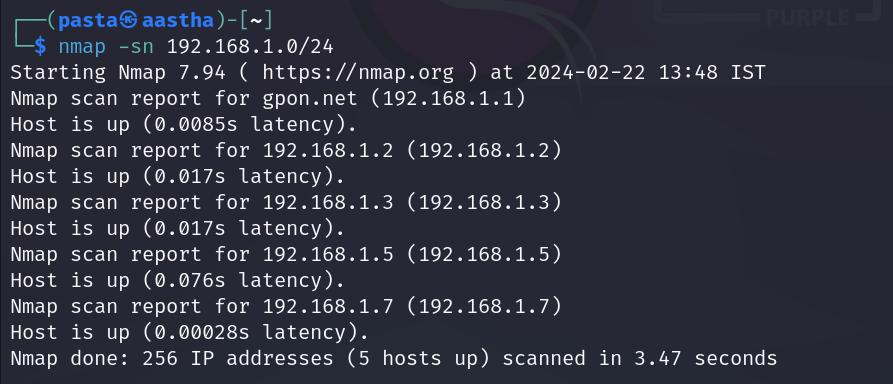 PURPLE
┌──(pasta㉿aastha)-[~]
└─$ nmap -sn 192.168.1.0/24
Starting Nmap 7.94 ( https://nmap.org ) at 2024-02-22 13:48 IST
Nmap scan report for gpon.net (192.168.1.1)
Host is up (0.0085s latency).
Nmap scan report for 192.168.1.2 (192.168.1.2)
Host is up (0.017s latency).
Nmap scan report for 192.168.1.3 (192.168.1.3)
Host is up (0.017s latency).
Nmap scan report for 192.168.1.5 (192.168.1.5)
Host is up (0.076s latency).
Nmap scan report for 192.168.1.7 (192.168.1.7)
Host is up (0.00028s latency).
Nmap done: 256 IP addresses (5 hosts up) scanned in 3.47 seconds